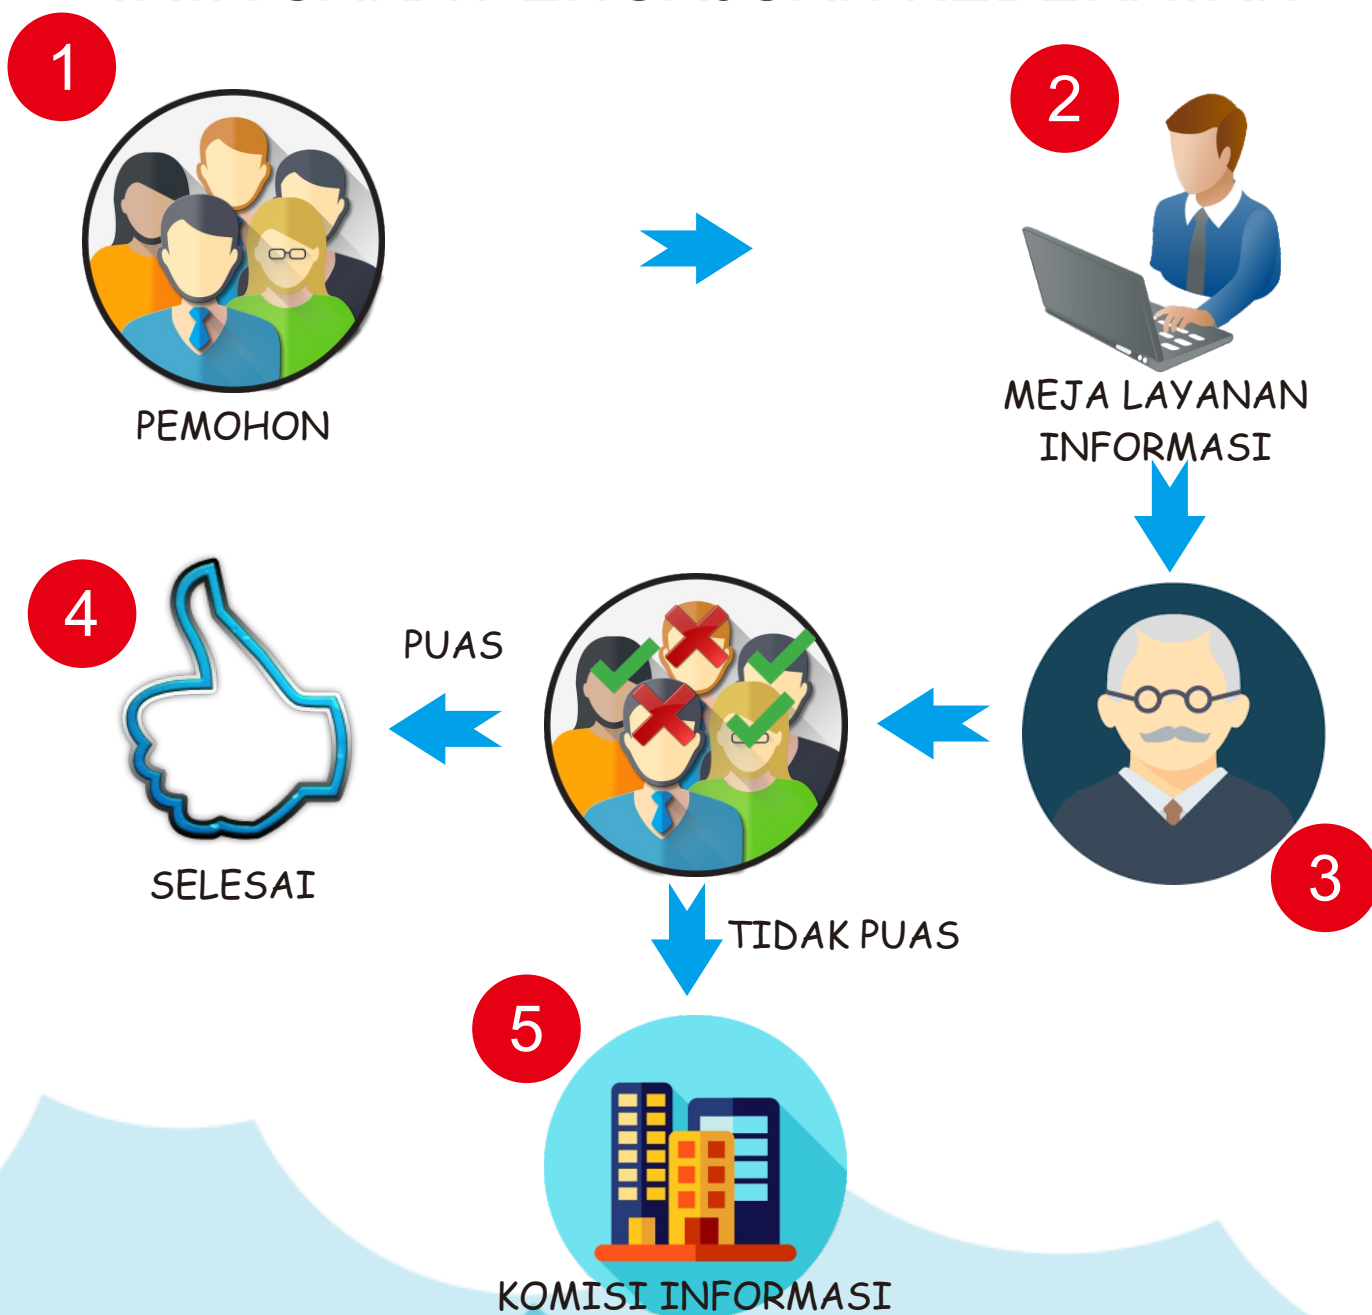 1
2
PEMOHON
MEJA LAYANAN
INFORMASI
4
PUAS
SELESAI
3
TIDAK PUAS
5
KOMISI INFORMASI